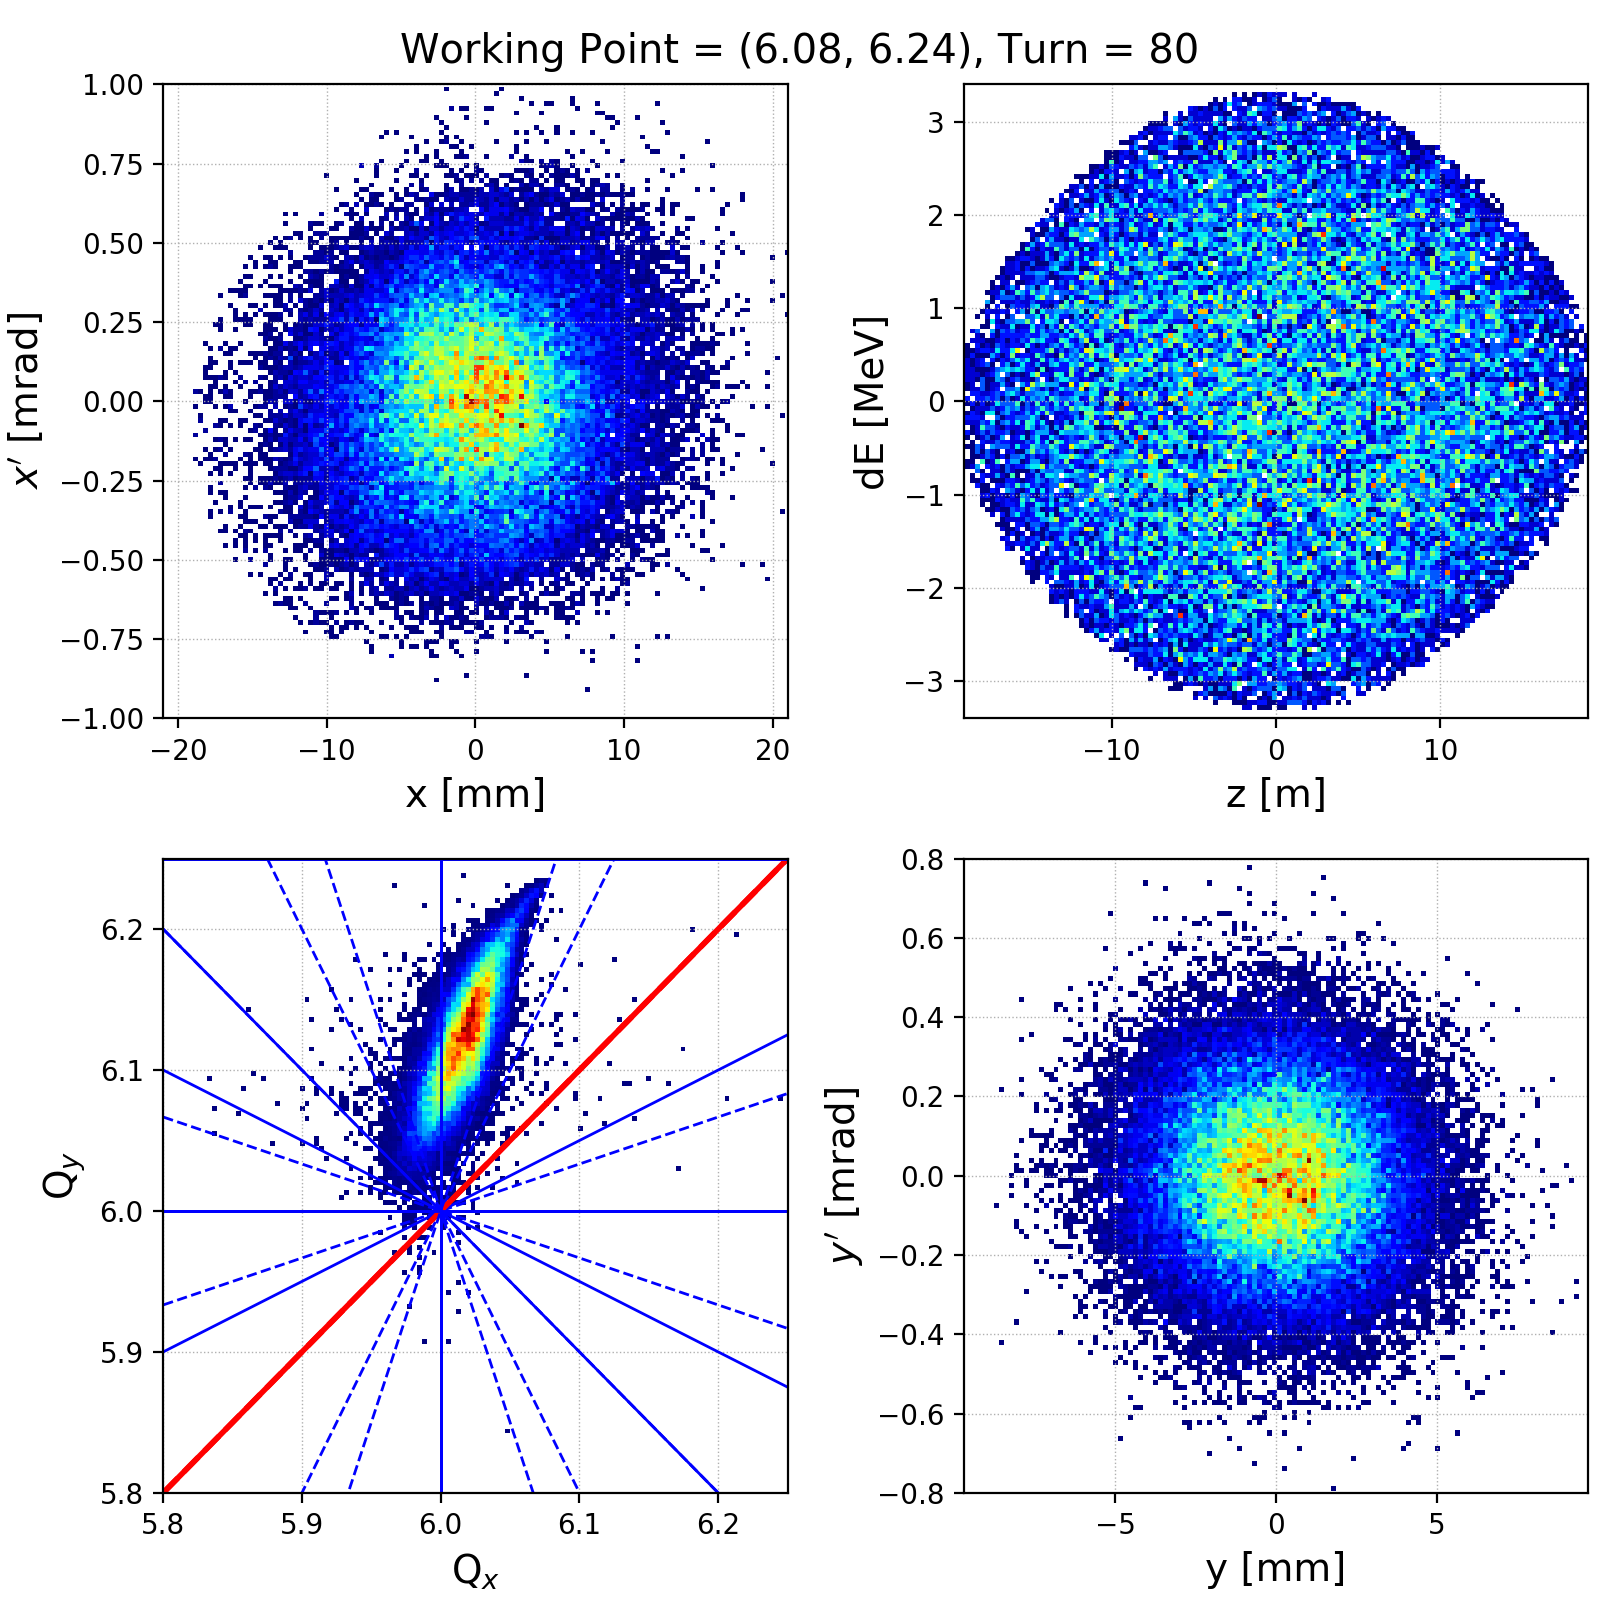 Working Point = (6.08, 6.24), Turn = 80
1.00
0.75
0.50
0.25
0.00
−0.25
−0.50
−0.75
−1.00
x′ [mrad]
−20 −10 0 10 20
x [mm]
3
2
1
0
−1
−2
−3
dE [MeV]
−10 0 10
z [m]
6.2
6.1
6.0
5.9
5.8
Qy
5.8 5.9 6.0 6.1 6.2
Qx
0.8
0.6
0.4
0.2
0.0
−0.2
−0.4
−0.6
−0.8
y′ [mrad]
−5 0 5
y [mm]